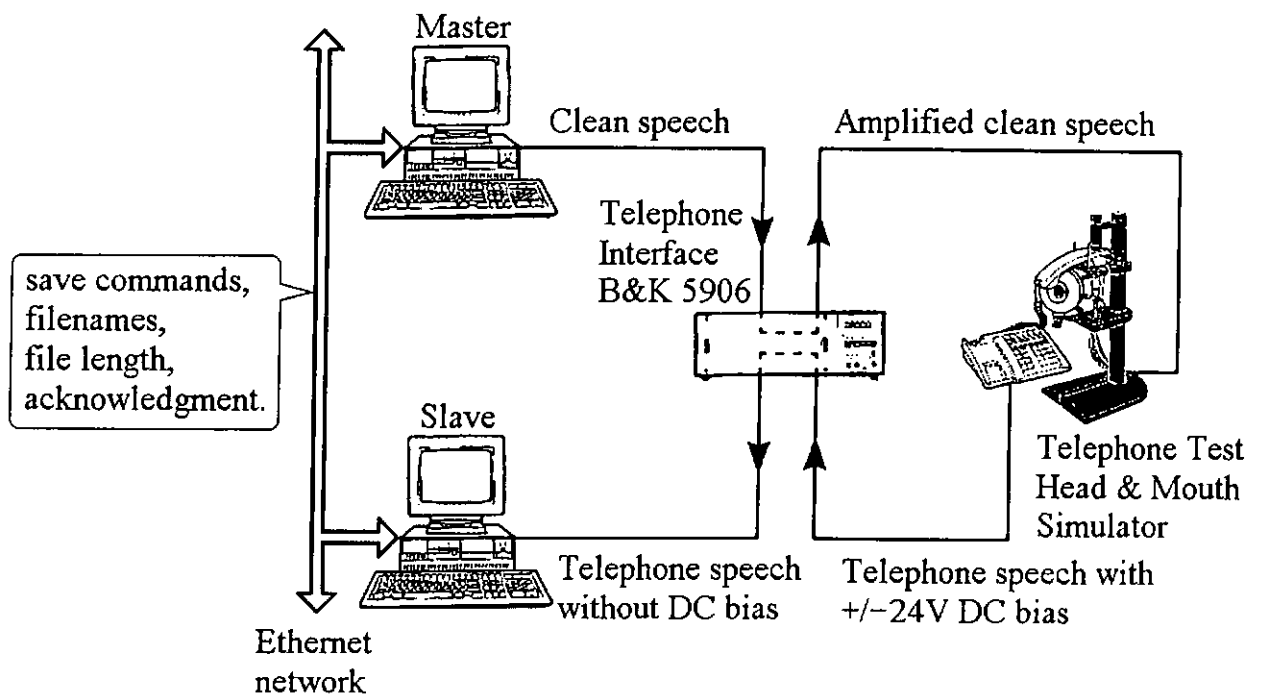 Master
Clean speech
Amplified clean speech
Telephone
Interface
B&K 5906
save commands,
filenames,
file length,
acknowledgment.
Slave
Telephone Test
Head & Mouth
Simulator
Telephone speech
without DC bias
Telephone speech with
+/−24V DC bias
Ethernet
network